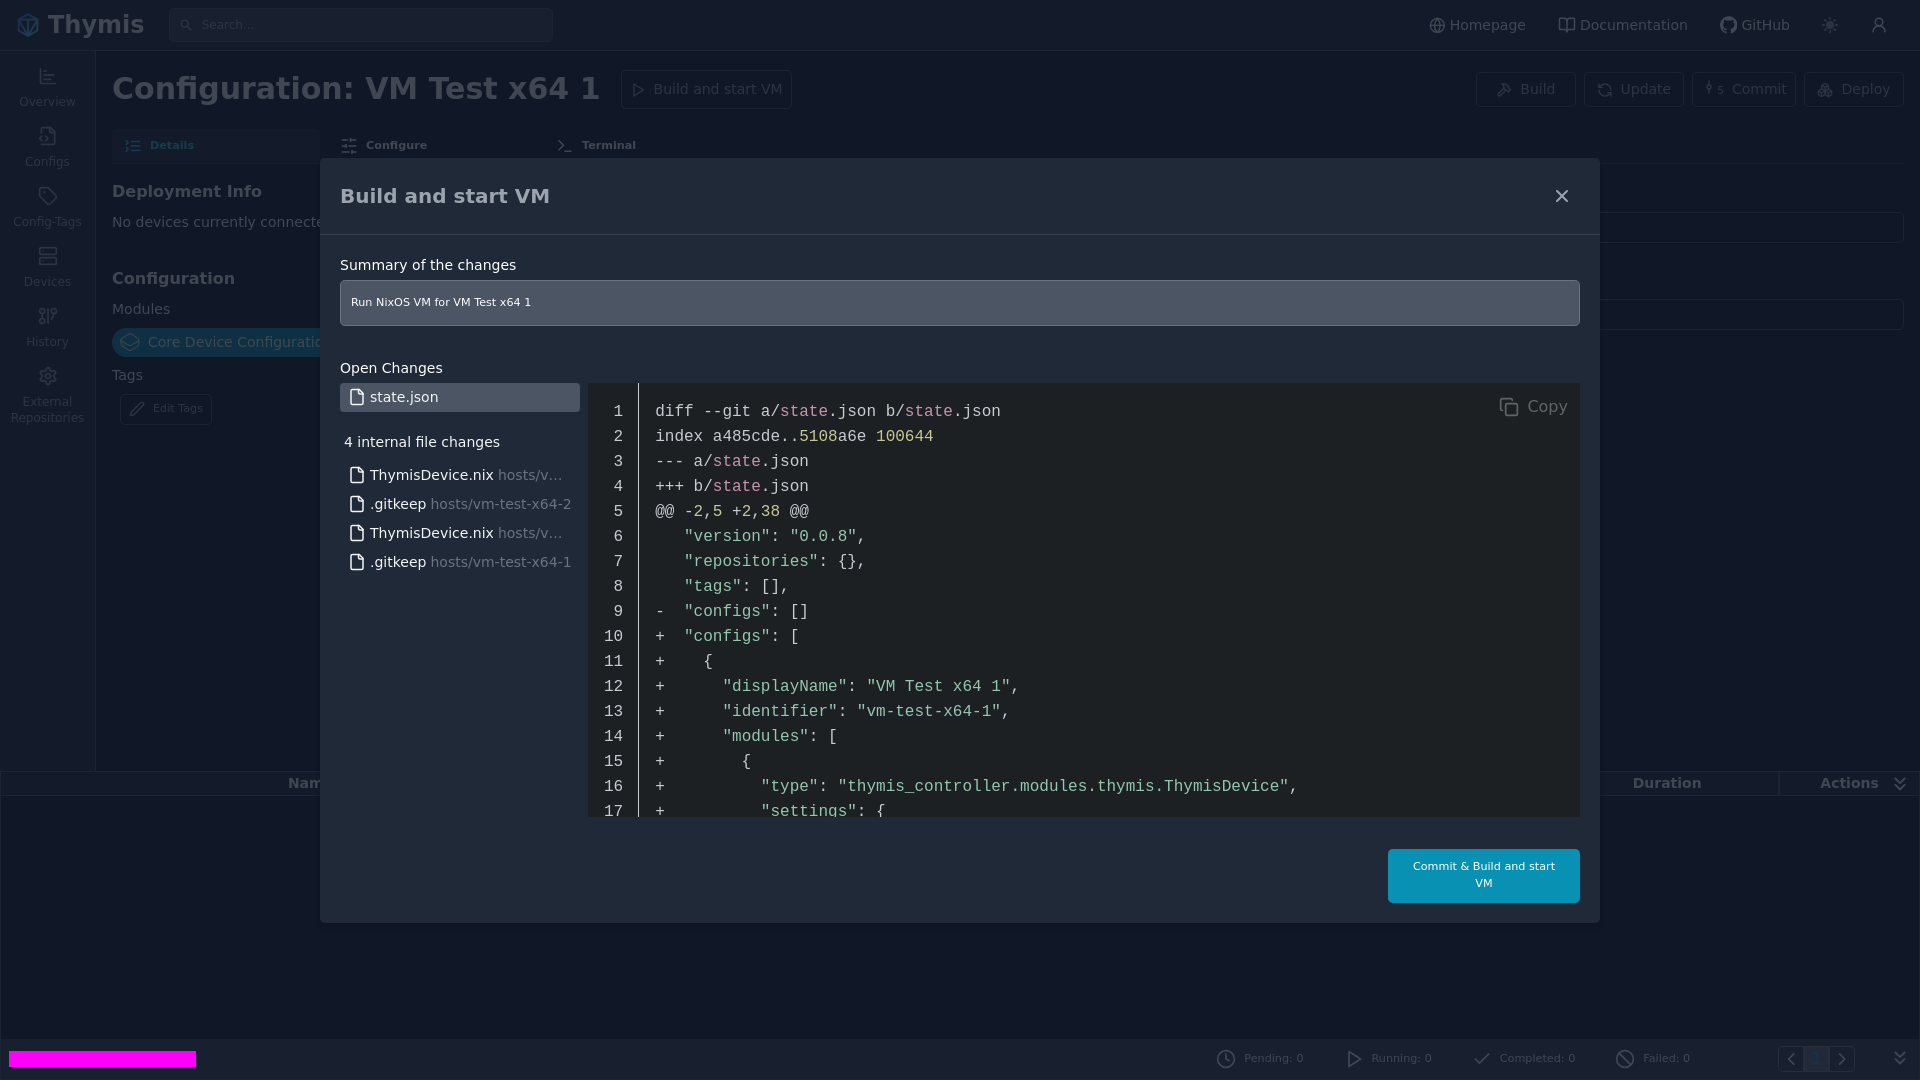 Thymis
Search...
Homepage
Documentation
GitHub
Overview
Configs
Config-Tags
Devices
History
External
Repositories
Configuration: VM Test x64 1
Build and start VM
Build
Update
s Commit
Deploy
Details
Configure
Terminal
Deployment Info
No devices currently connecte
Configuration
Modules
Core Device Configuratio
Tags
Edit Tags
Build and start VM
Summary of the changes
Run NixOS VM for VM Test x64 1
Open Changes
state.json
4 internal file changes
ThymisDevice.nix hosts/v...
.gitkeep hosts/vm-test-x64-2
ThymisDevice.nix hosts/v...
.gitkeep hosts/vm-test-x64-1
Copy
1 diff --git a/state.json b/state.json
2 index a485cde..5108a6e 100644
3 --- a/state.json
4 +++ b/state.json
5 @@ -2,5 +2,38 @@
6    "version": "0.0.8",
7    "repositories": {},
8    "tags": [],
9 -  "configs": []
10 +  "configs": [
11 +    {
12 +      "displayName": "VM Test x64 1",
13 +      "identifier": "vm-test-x64-1",
14 +      "modules": [
15 +        {
16 +          "type": "thymis_controller.modules.thymis.ThymisDevice",
17 +          "settings": {
Commit & Build and start
VM
Nam
Duration
Actions
Pending: 0
Running: 0
Completed: 0
Failed: 0